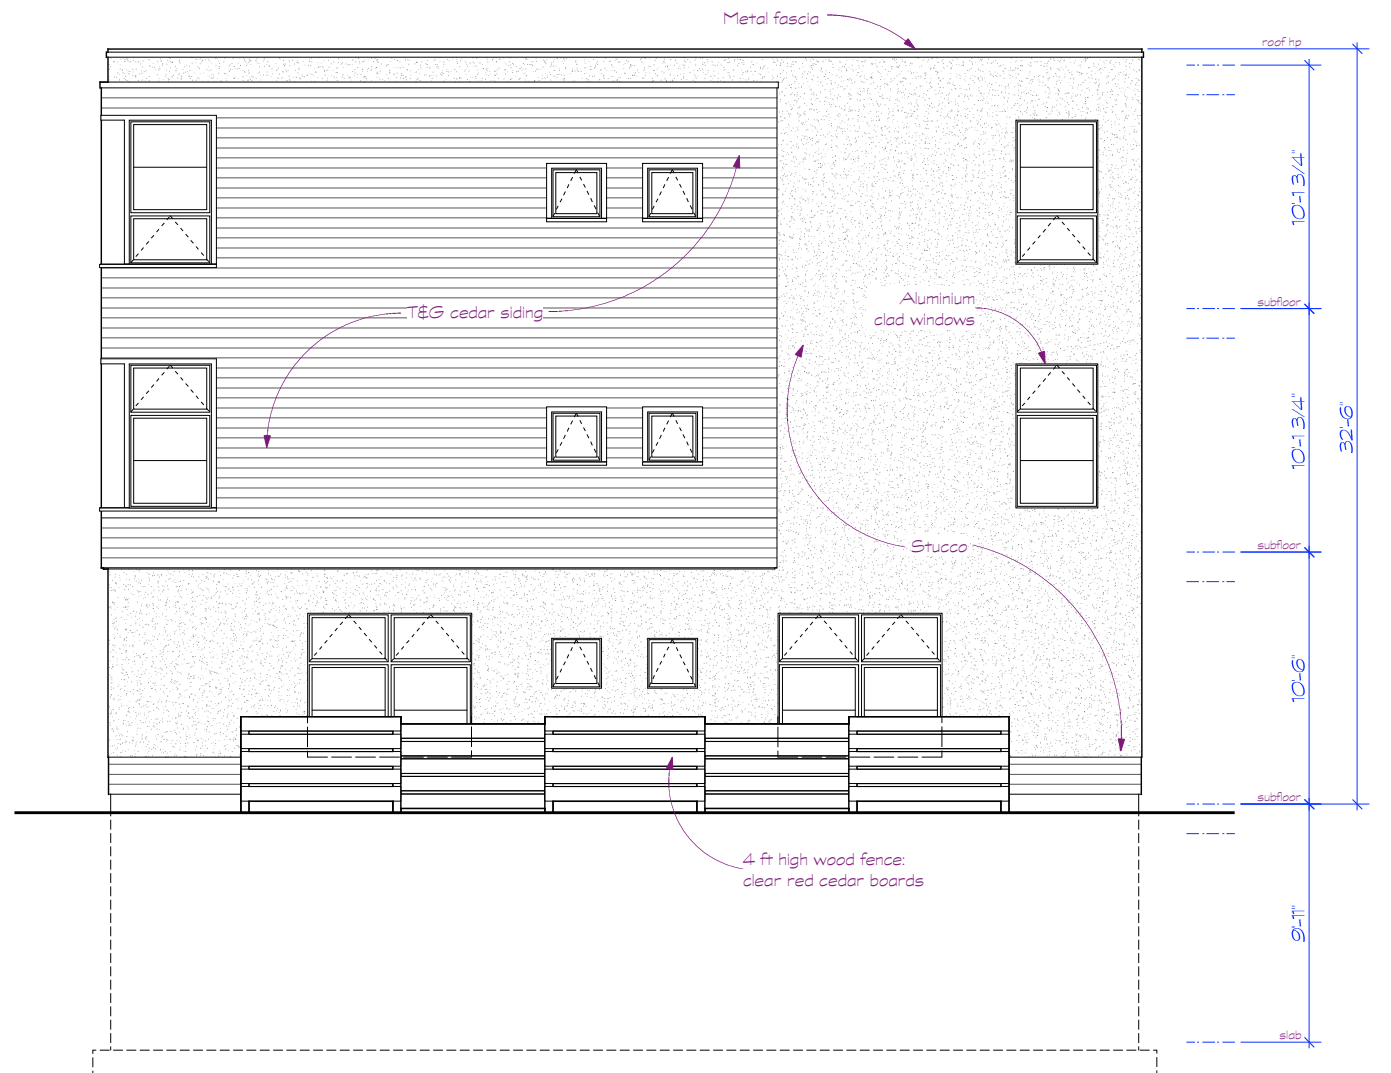 Metal fascia
roof hp
10'-1 3/4"
T&G cedar siding
Aluminium
clad windows
subfloor
10'-1 3/4"
32'-6"
Stucco
subfloor
10'-6"
subfloor
4 ft high wood fence:
clear red cedar boards
9'-11"
slab